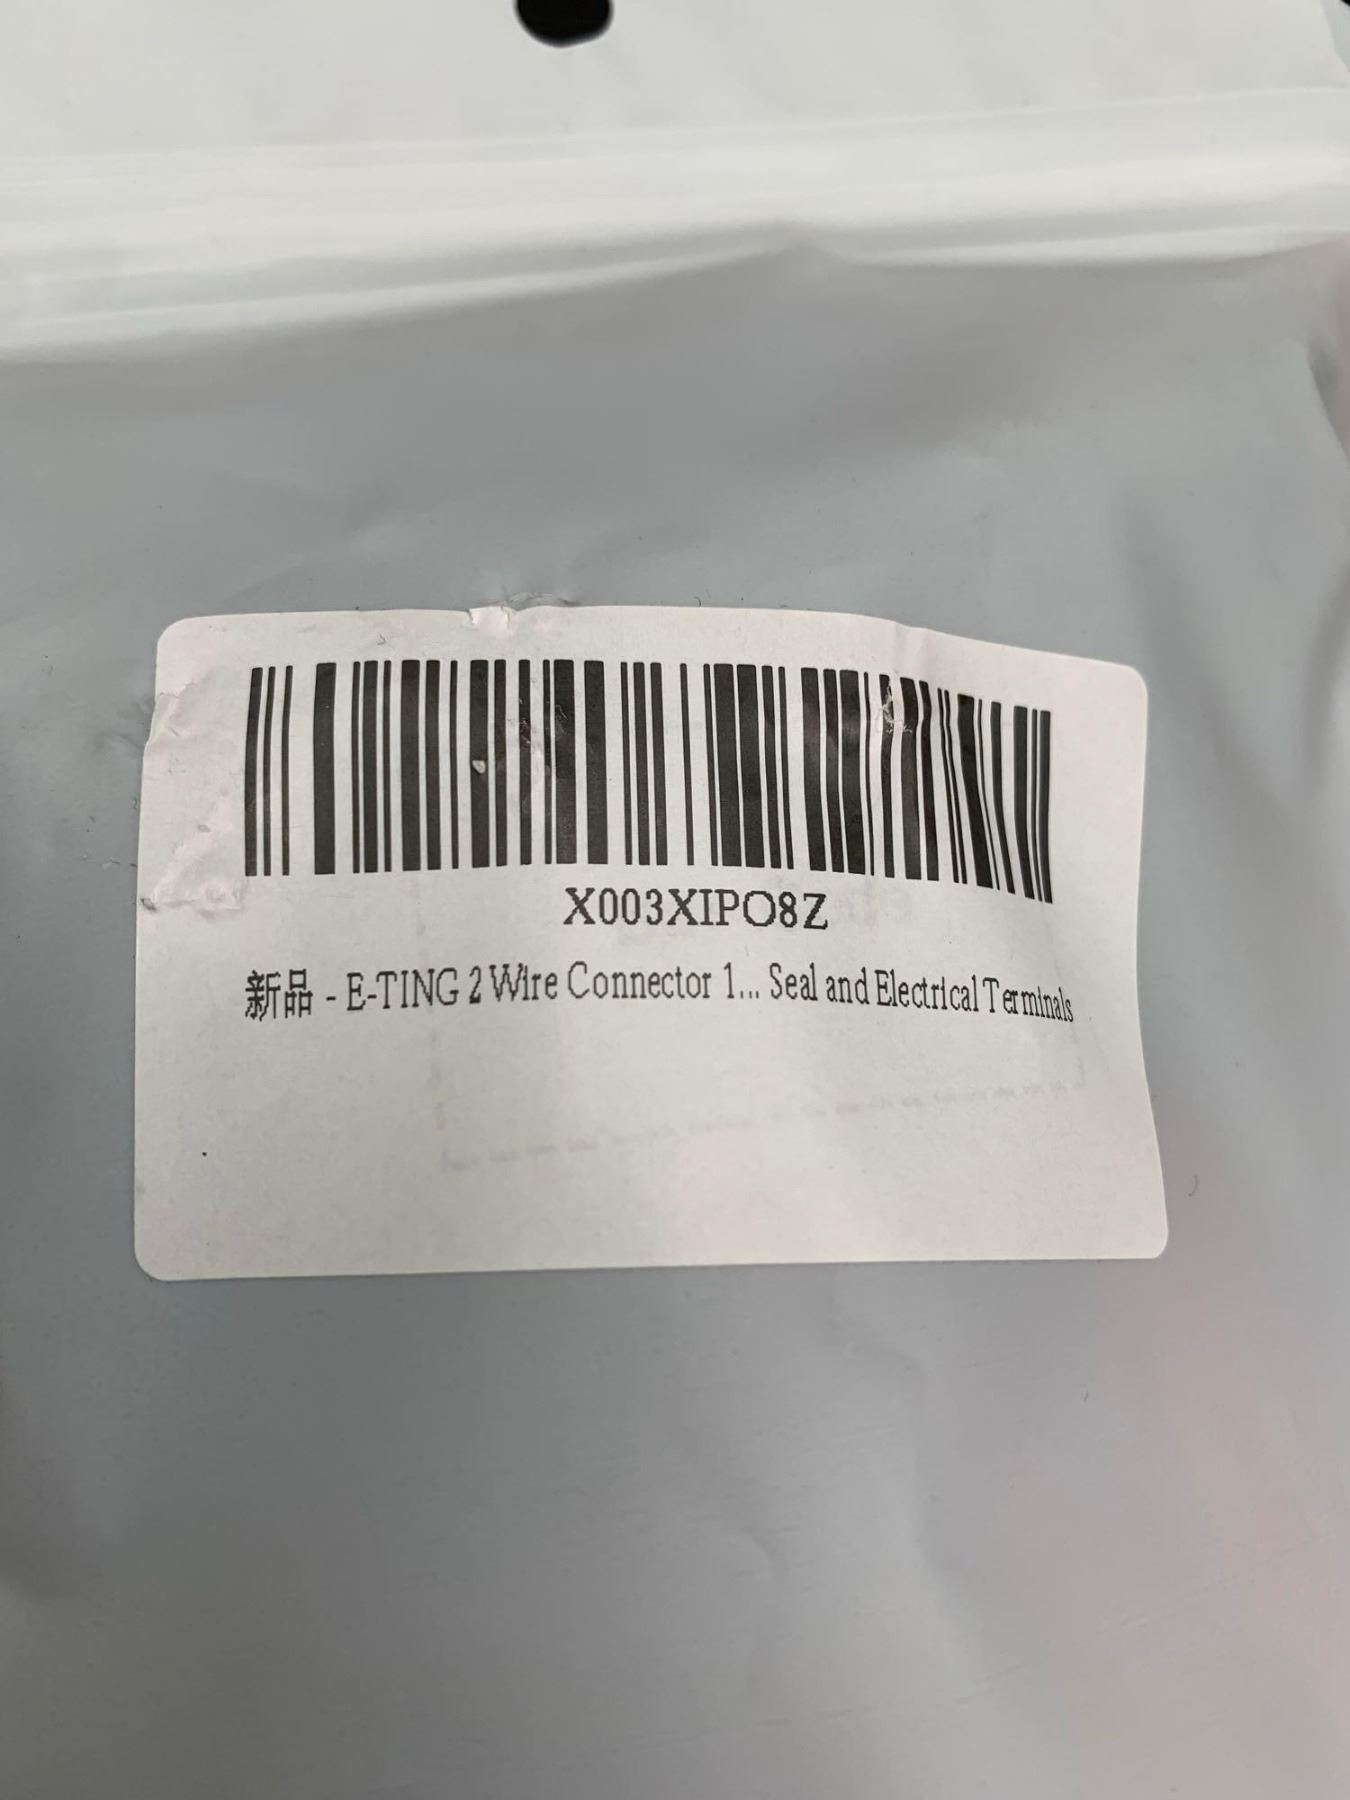 X003XIPO8Z
新品 - E-TING 2 Wire Connector 1... Seal and Electrical Terminals